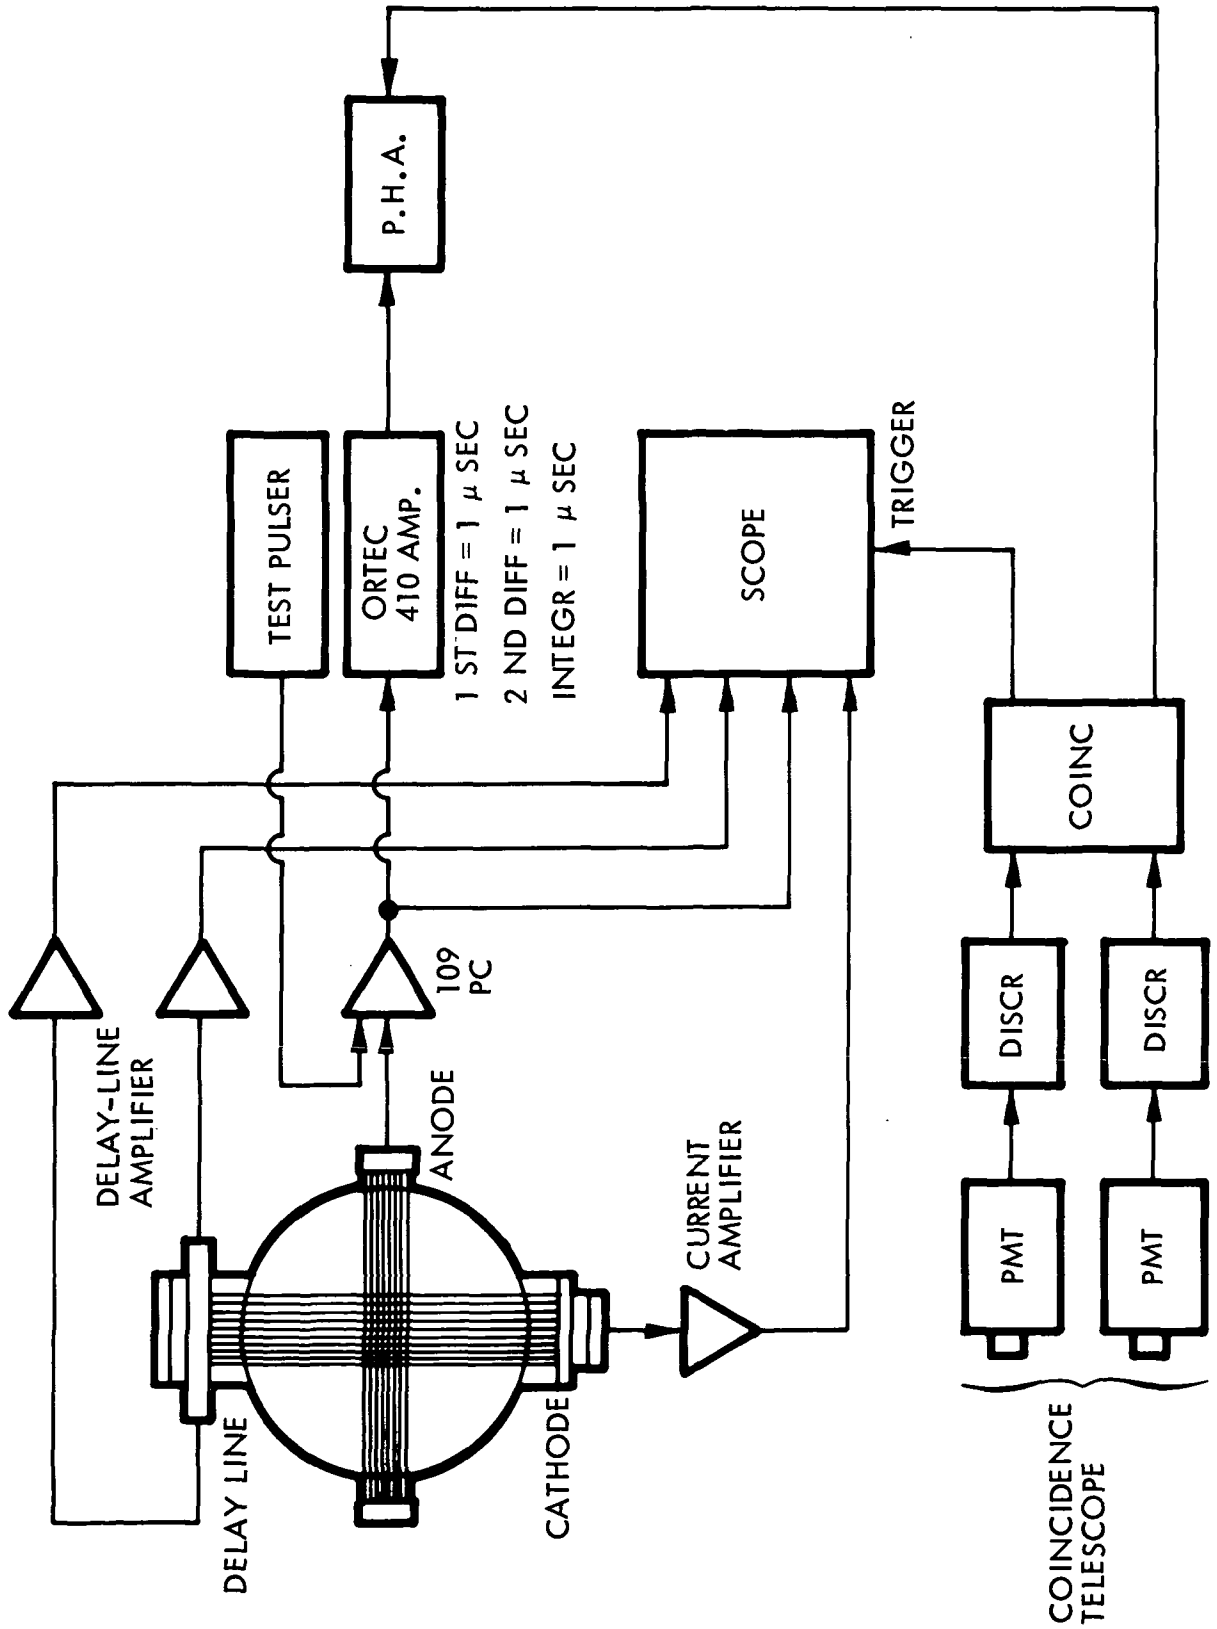 DELAY-LINE
AMPLIFIER
DELAY LINE
TEST PULSER
ORTEC
410 AMP.
P.H.A.
1 ST DIFF = 1 μ SEC
2 ND DIFF = 1 μ SEC
INTEGR = 1 μ SEC
109
PC
ANODE
CATHODE
CURRENT
AMPLIFIER
SCOPE
TRIGGER
COINCIDENCE
TELESCOPE
PMT
DISCR
PMT
DISCR
COINC